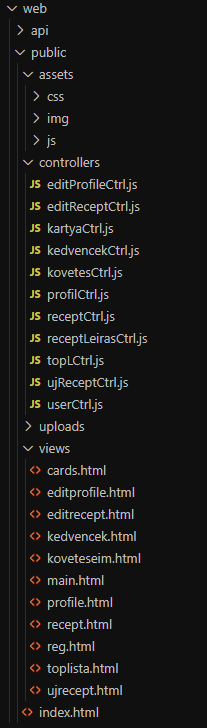 web
api
public
assets
css
img
js
controllers
JS editProfileCtrl.js
JS editReceptCtrl.js
JS kartyaCtrl.js
JS kedvencekCtrl.js
JS kovetesCtrl.js
JS profilCtrl.js
JS receptCtrl.js
JS receptLeirasCtrl.js
JS topLCtrl.js
JS ujReceptCtrl.js
JS userCtrl.js
uploads
views
<> cards.html
<> editprofile.html
<> editrecept.html
<> kedvencek.html
<> koveteseim.html
<> main.html
<> profile.html
<> recept.html
<> reg.html
<> toplista.html
<> ujrecept.html
<> index.html